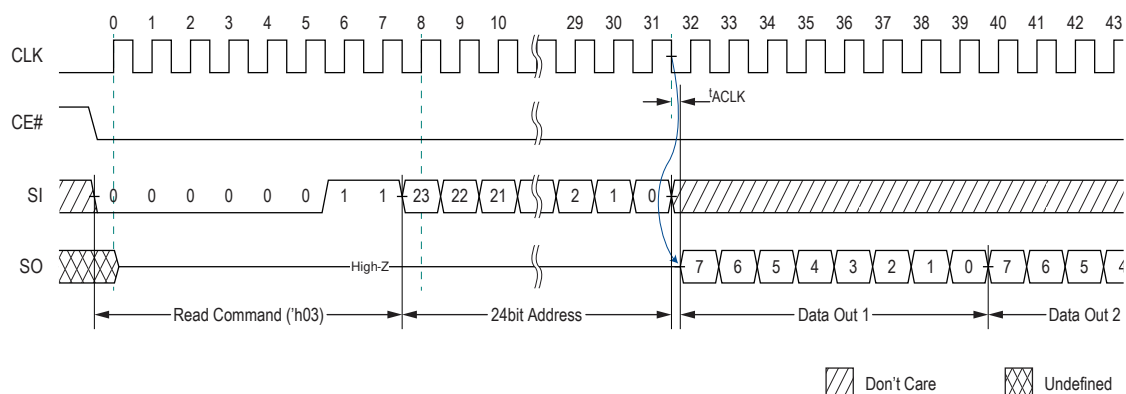 0 1 2 3 4 5 6 7 8 9 10 29 30 31 32 33 34 35 36 37 38 39 40 41 42 43
CLK
tACLK
CE#
SI 0 0 0 0 0 0 1 1 23 22 21 2 1 0
SO High-Z 7 6 5 4 3 2 1 0 7 6 5 4
Read Command ('h03) 24bit Address Data Out 1 Data Out 2
Don't Care Undefined